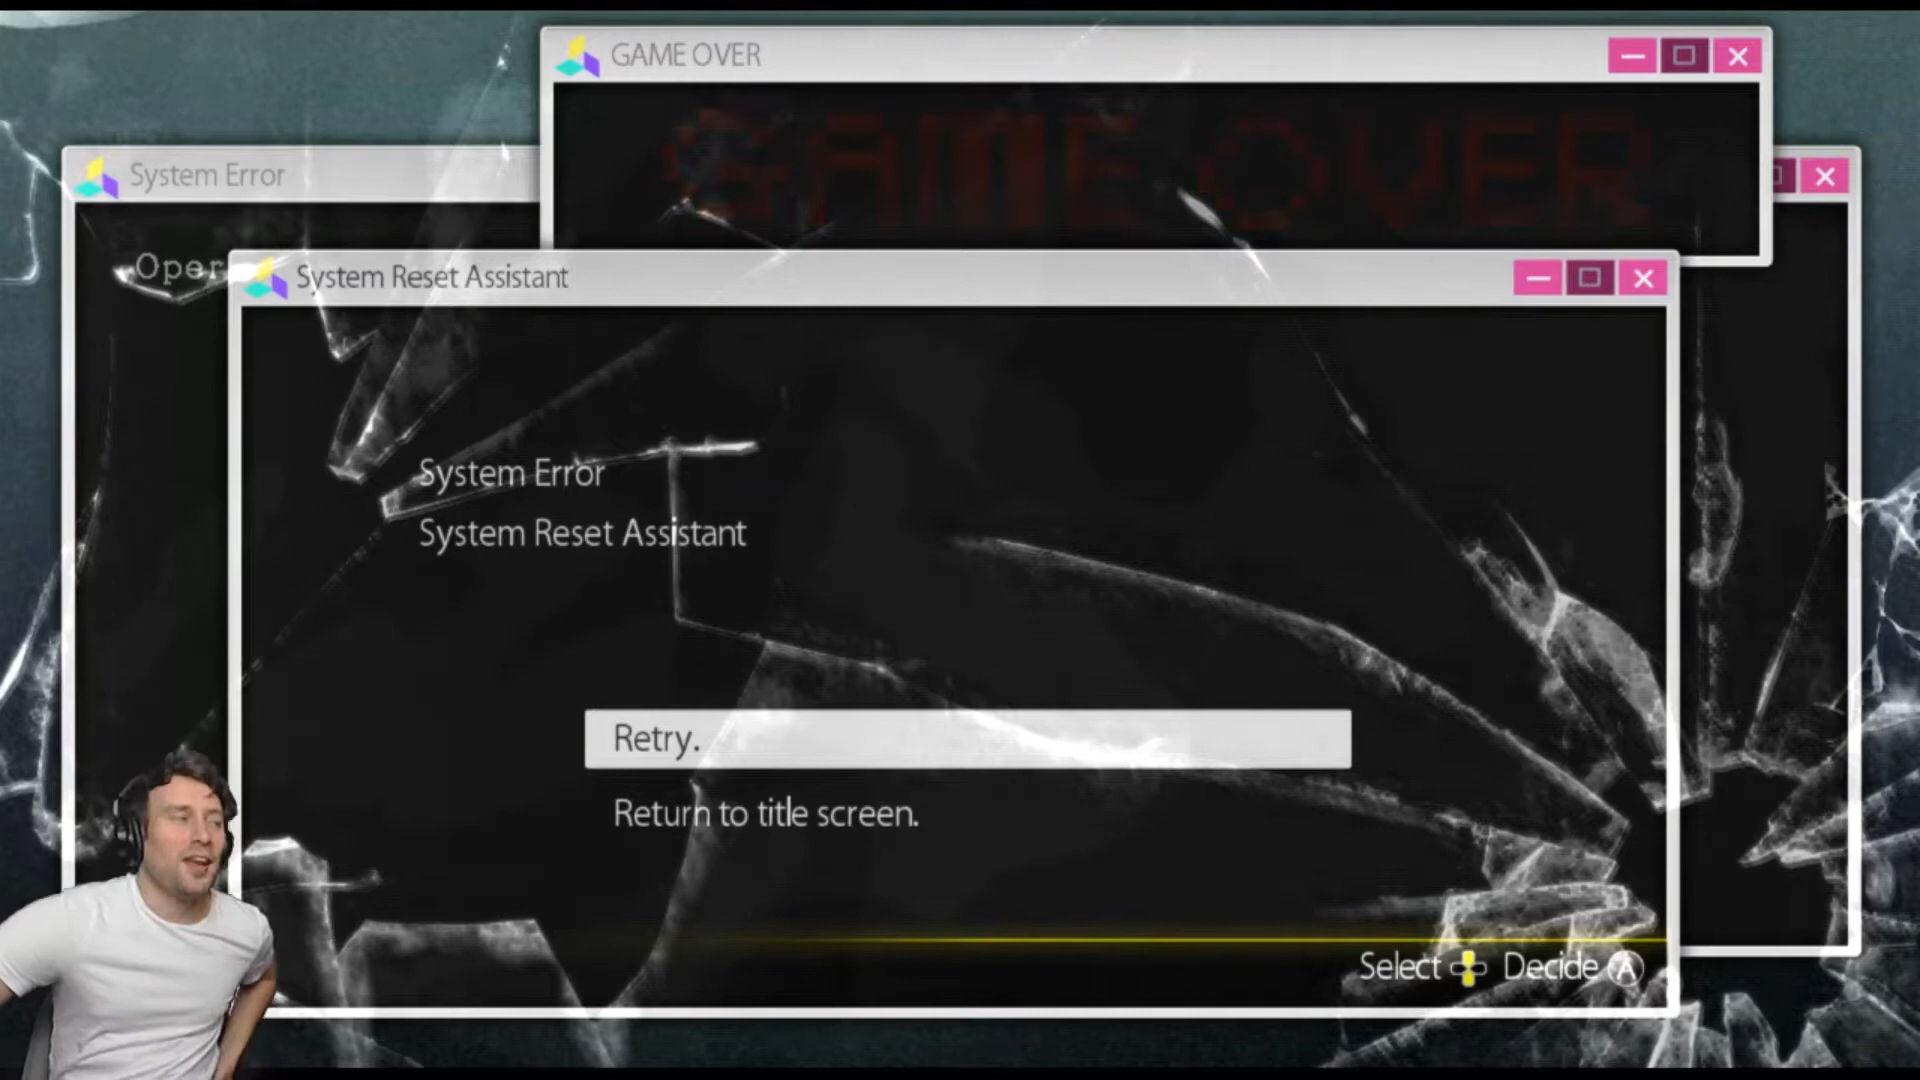 GAME OVER
GAME OVER
System Error
Oper
System Reset Assistant
System Error
System Reset Assistant
Retry.
Return to title screen.
Select Decide A